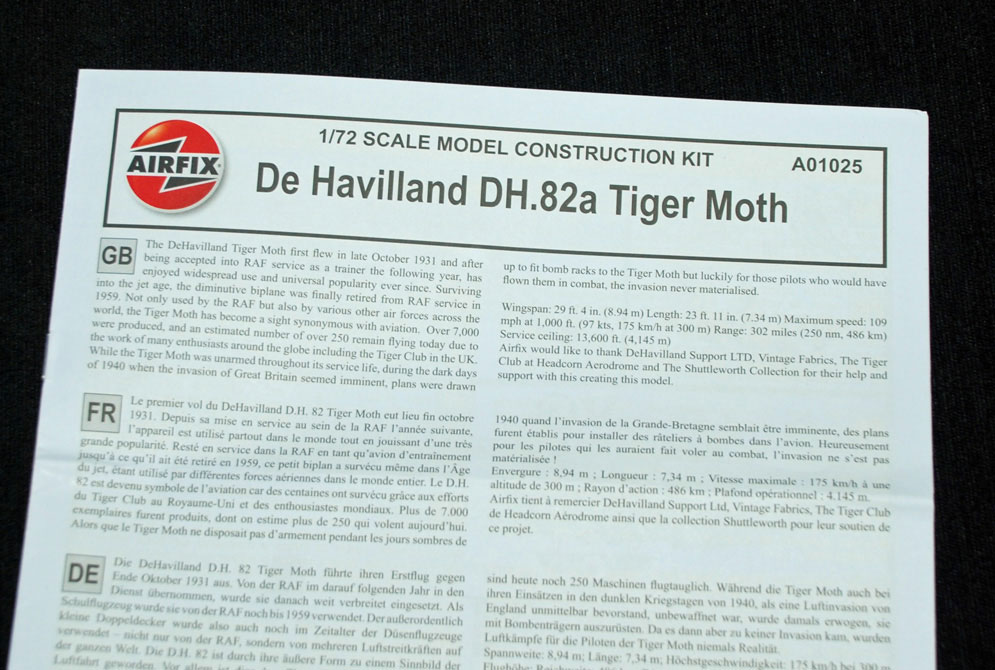 AIRFIX
1/72 SCALE MODEL CONSTRUCTION KIT
A01025
De Havilland DH.82a Tiger Moth
GB
The DeHavilland Tiger Moth first flew in late October 1931 and after
being accepted into RAF service as a trainer the following year, has
enjoyed widespread use and universal popularity ever since. Surviving
into the jet age, the diminutive biplane was finally retired from RAF service in
1959. Not only used by the RAF but also by various other air forces across the
world, the Tiger Moth has become a sight synonymous with aviation. Over 7,000
were produced, and an estimated number of over 250 remain flying today due to
the work of many enthusiasts around the globe including the Tiger Club in the UK.
While the Tiger Moth was unarmed throughout its service life, during the dark days
of 1940 when the invasion of Great Britain seemed imminent, plans were drawn
up to fit bomb racks to the Tiger Moth but luckily for those pilots who would have
flown them in combat, the invasion never materialised.
Wingspan: 29 ft. 4 in. (8.94 m) Length: 23 ft. 11 in. (7.34 m) Maximum speed: 109
mph at 1,000 ft. (97 kts, 175 km/h at 300 m) Range: 302 miles (250 nm, 486 km)
Service ceiling: 13,600 ft. (4,145 m)
Airfix would like to thank DeHavilland Support LTD, Vintage Fabrics, The Tiger
Club at Headcorn Aerodrome and The Shuttleworth Collection for their help and
support with this creating this model.
FR
Le premier vol du DeHavilland D.H. 82 Tiger Moth eut lieu fin octobre
1931. Depuis sa mise en service au sein de la RAF l'année suivante,
l'appareil est utilisé partout dans le monde tout en jouissant d'une très
grande popularité. Resté en service dans la RAF en tant qu'avion d'entraînement
jusqu'à ce qu'il ait été retiré en 1959, ce petit biplan a survécu même dans l'Âge
du jet, étant utilisé par différentes forces aériennes dans le monde entier. Le D.H.
82 est devenu symbole de l'aviation car des centaines ont survécu grâce aux efforts
du Tiger Club au Royaume-Uni et des enthousiastes mondiaux. Plus de 7.000
exemplaires furent produits, dont on estime plus de 250 qui volent aujourd'hui.
Alors que le Tiger Moth ne disposait pas d'armement pendant les jours sombres de
1940 quand l'invasion de la Grande-Bretagne semblait être imminente, des plans
furent établis pour installer des râteliers à bombes dans l'avion. Heureusement
pour les pilotes qui les auraient fait voler au combat, l'invasion ne s'est pas
matérialisée !
Envergure : 8,94 m ; Longueur : 7,34 m ; Vitesse maximale : 175 km/h à une
altitude de 300 m ; Rayon d'action : 486 km ; Plafond opérationnel : 4.145 m.
Airfix tient à remercier DeHavilland Support Ltd, Vintage Fabrics, The Tiger Club
de Headcorn Aérodrome ainsi que la collection Shuttleworth pour leur soutien de
ce projet.
DE
Die DeHavilland D.H. 82 Tiger Moth führte ihren Erstflug gegen
Ende Oktober 1931 aus. Von der RAF im darauf folgenden Jahr in den
Dienst übernommen, wurde sie danach weit verbreitet eingesetzt. Als
Schulflugzeug wurde sie von der RAF noch bis 1959 verwendet. Der außerordentlich
kleine Doppeldecker wurde also auch noch im Zeitalter der Düsenflugzeuge
verwendet – nicht nur von der RAF, sondern von mehreren Luftstreitkräften auf
der ganzen Welt. Die D.H. 82 ist durch ihre äußere Form zu einem Sinnbild der
Luftfahrt geworden. Vor allem
sind heute noch 250 Maschinen flugtauglich. Während die Tiger Moth auch bei
ihren Einsätzen in den dunklen Kriegstagen von 1940, als eine Luftinvasion von
England unmittelbar bevorstand, unbewaffnet war, wurde damals erwogen, sie
mit Bombenträgern auszurüsten. Da es dann aber zu keiner Invasion kam, wurden
Luftkämpfe für die Piloten der Tiger Moth niemals Realität.
Spannweite: 8,94 m; Länge: 7,34 m; Höchstgeschwindigkeit: 175 km/h bei 300 m